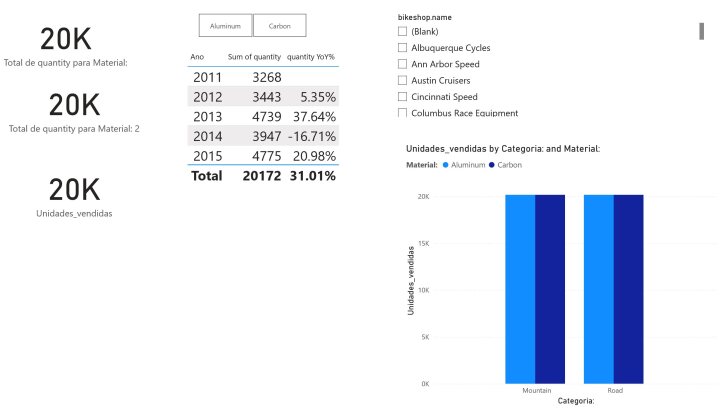 20K
Total de quantity para Material:
20K
Total de quantity para Material: 2
20K
Unidades_vendidas
Aluminum Carbon
Ano Sum of quantity quantity YoY%
2011 3268
2012 3443 5.35%
2013 4739 37.64%
2014 3947 -16.71%
2015 4775 20.98%
Total 20172 31.01%
bikeshop.name
(Blank)
Albuquerque Cycles
Ann Arbor Speed
Austin Cruisers
Cincinnati Speed
Columbus Race Equipment
Unidades_vendidas by Categoria: and Material:
Material: Aluminum Carbon
Unidades_vendidas
20K
15K
10K
5K
0K
Mountain Road
Categoria: